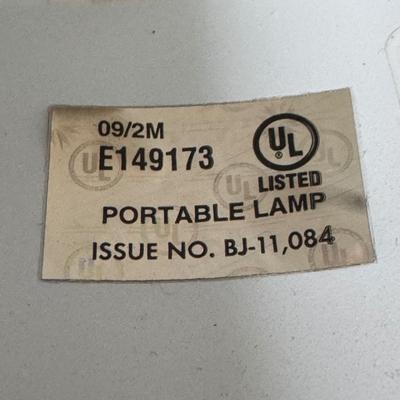 09/2M
E149173
UL
®
LISTED
PORTABLE LAMP
ISSUE NO. BJ-11,084